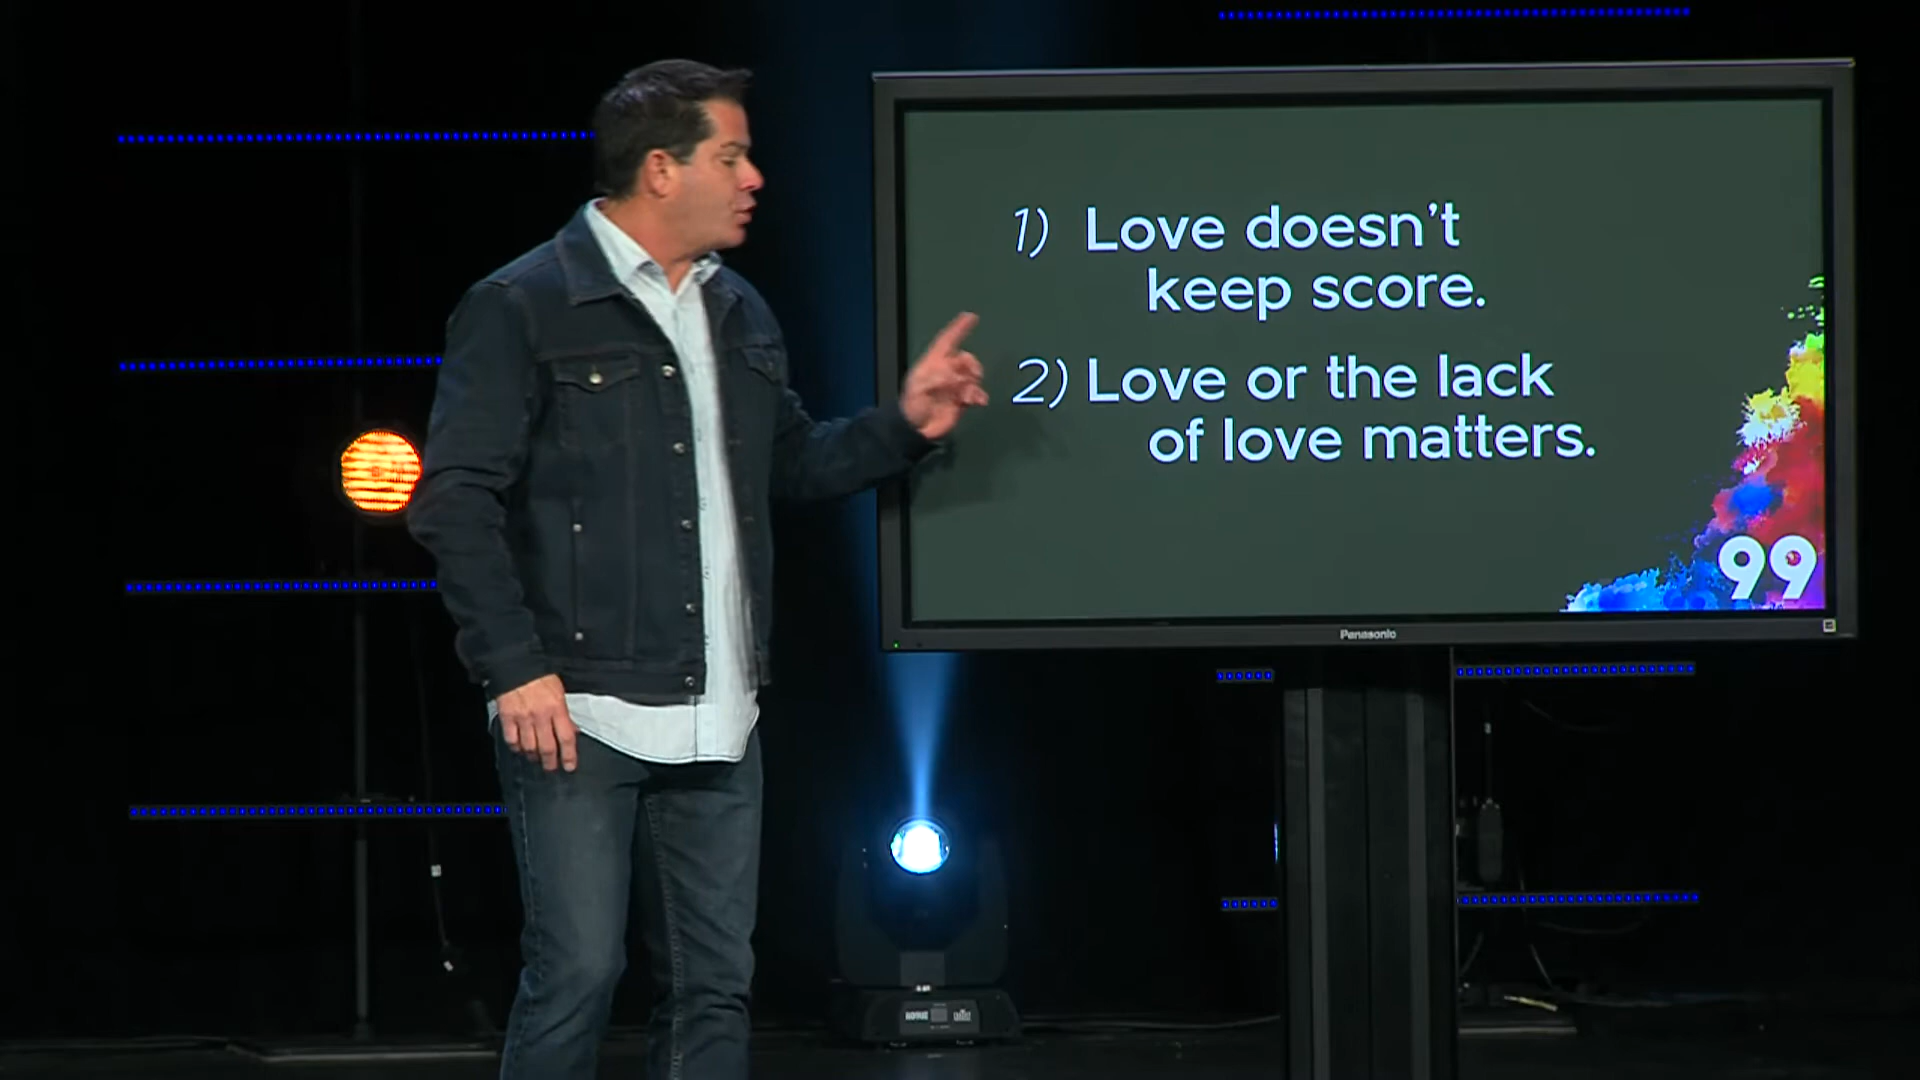 1) Love doesn't
keep score.
2) Love or the lack
of love matters.
99
Panasonic